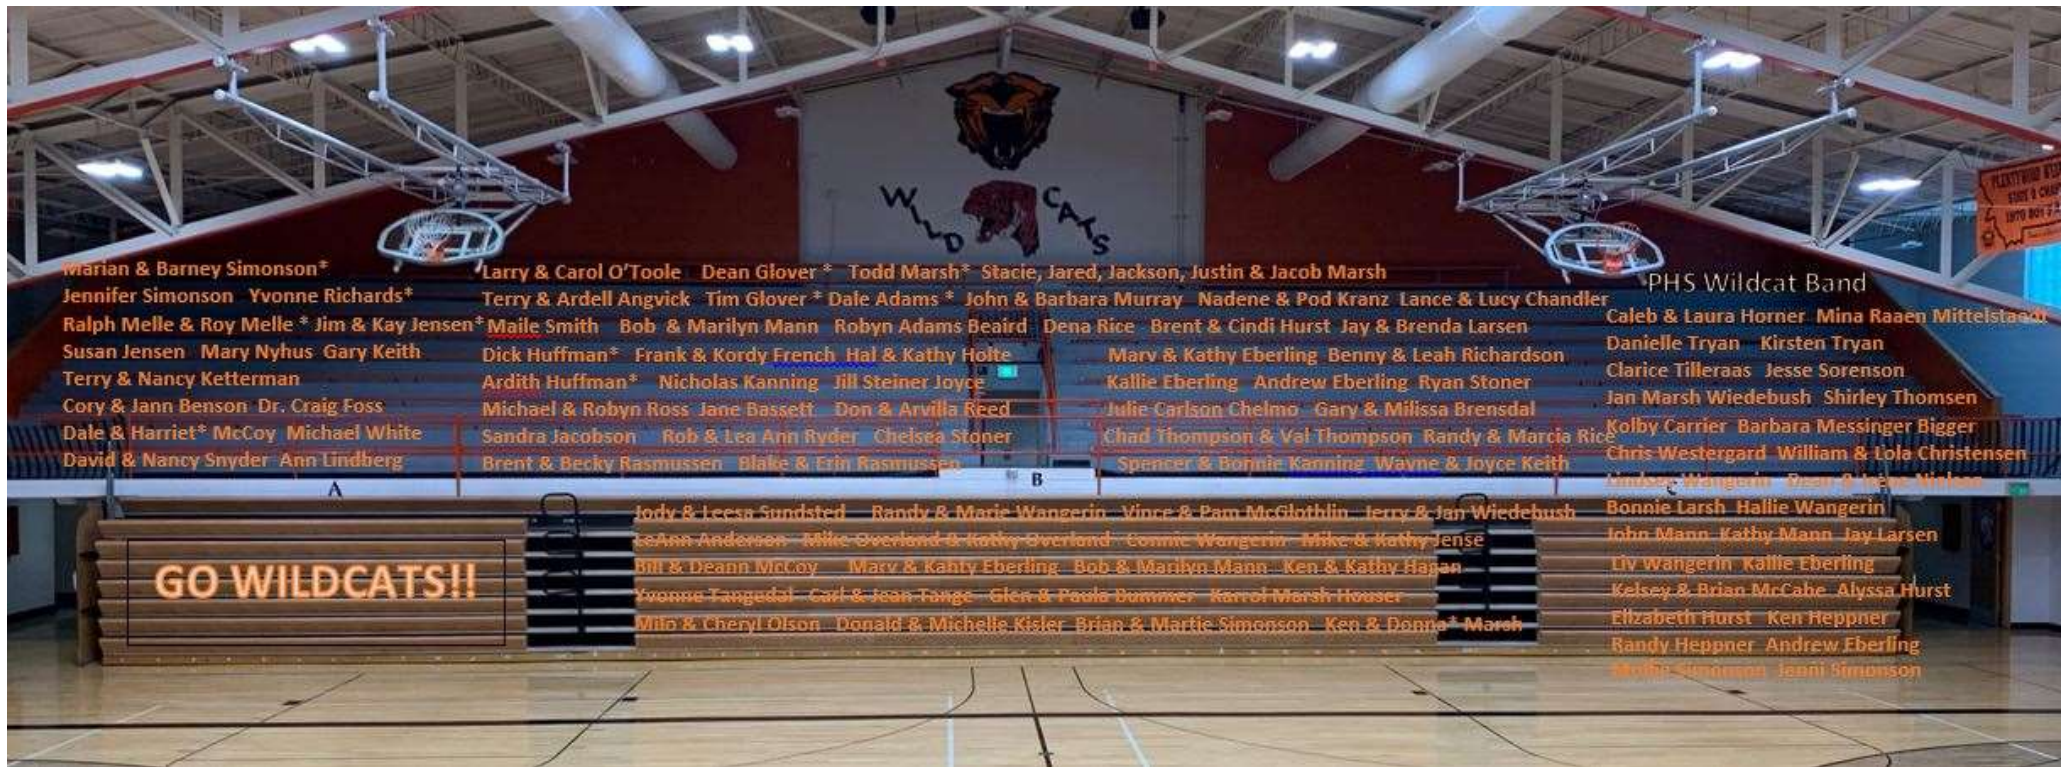 WILD CATS
PLENTYWOOD
Marian & Barney Simonson*
Jennifer Simonson Yvonne Richards*
Ralph Melle & Roy Melle * Jim & Kay Jensen*
Susan Jensen Mary Nyhus Gary Keith
Terry & Nancy Ketterman
Cory & Jann Benson Dr. Craig Foss
Dale & Harriet* McCoy Michael White
David & Nancy Snyder Ann Lindberg
Larry & Carol O'Toole Dean Glover * Todd Marsh* Stacie, Jared, Jackson, Justin & Jacob Marsh
Terry & Ardell Angvick Tim Glover * Dale Adams * John & Barbara Murray Nadene & Pod Kranz Lance & Lucy Chandler
Maile Smith Bob & Marilyn Mann Robyn Adams Beaird Dena Rice Brent & Cindi Hurst Jay & Brenda Larsen
Dick Huffman* Frank & Kordy French Hal & Kathy Holte Marv & Kathy Eberling Benny & Leah Richardson
Ardith Huffman* Nicholas Kanning Jill Steiner Joyce Kallie Eberling Andrew Eberling Ryan Stoner
Michael & Robyn Ross Jane Bassett Don & Arvilla Reed Julie Carlson Chelmo Gary & Milissa Brensdal
Sandra Jacobson Rob & Lea Ann Ryder Chelsea Stoner Chad Thompson & Val Thompson Randy & Marcia Rice
Brent & Becky Rasmussen Blake & Erin Rasmussen Spencer & Bonnie Kanning Wayne & Joyce Keith
PHS Wildcat Band
Caleb & Laura Horner Mina Raaen Mittelstaedt
Danielle Tryan Kirsten Tryan
Clarice Tilleraas Jesse Sorenson
Jan Marsh Wiedebush Shirley Thomsen
Kolby Carrier Barbara Messinger Bigger
Chris Westergard William & Lola Christensen
Lindsey Wangerin Dean & Irene Nielsen
Bonnie Larsh Hallie Wangerin
John Mann Kathy Mann Jay Larsen
Liv Wangerin Kallie Eberling
Kelsey & Brian McCabe Alyssa Hurst
Elizabeth Hurst Ken Heppner
Randy Heppner Andrew Eberling
Mollie Simonson Jenni Simonson
A
B
C
Jody & Leesa Sundsted Randy & Marie Wangerin Vince & Pam McGlothlin Jerry & Jan Wiedebush
LeAnn Anderson Mike Overland & Kathy Overland Connie Wangerin Mike & Kathy Jense
Bill & Deann McCoy Marv & Kahty Eberling Bob & Marilyn Mann Ken & Kathy Hagan
Yvonne Tangedal Carl & Jean Tange Glen & Paula Dummer Karrol Marsh Houser
Milo & Cheryl Olson Donald & Michelle Kisler Brian & Martie Simonson Ken & Donna* Marsh
GO WILDCATS!!